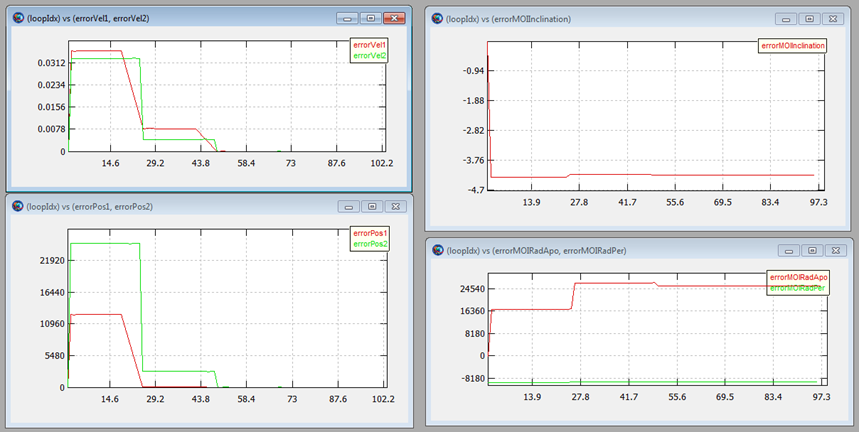 (loopIdx) vs (errorVel1, errorVel2)
errorVel1
errorVel2
0.0312
0.0234
0.0156
0.0078
0
14.6 29.2 43.8 58.4 73 87.6 102.2
(loopIdx) vs (errorMOIInclination)
errorMOIInclination
-0.94
-1.88
-2.82
-3.76
-4.7
13.9 27.8 41.7 55.6 69.5 83.4 97.3
(loopIdx) vs (errorPos1, errorPos2)
errorPos1
errorPos2
21920
16440
10960
5480
0
14.6 29.2 43.8 58.4 73 87.6 102.2
(loopIdx) vs (errorMOIRadApo, errorMOIRadPer)
errorMOIRadApo
errorMOIRadPer
24540
16360
8180
0
-8180
13.9 27.8 41.7 55.6 69.5 83.4 97.3